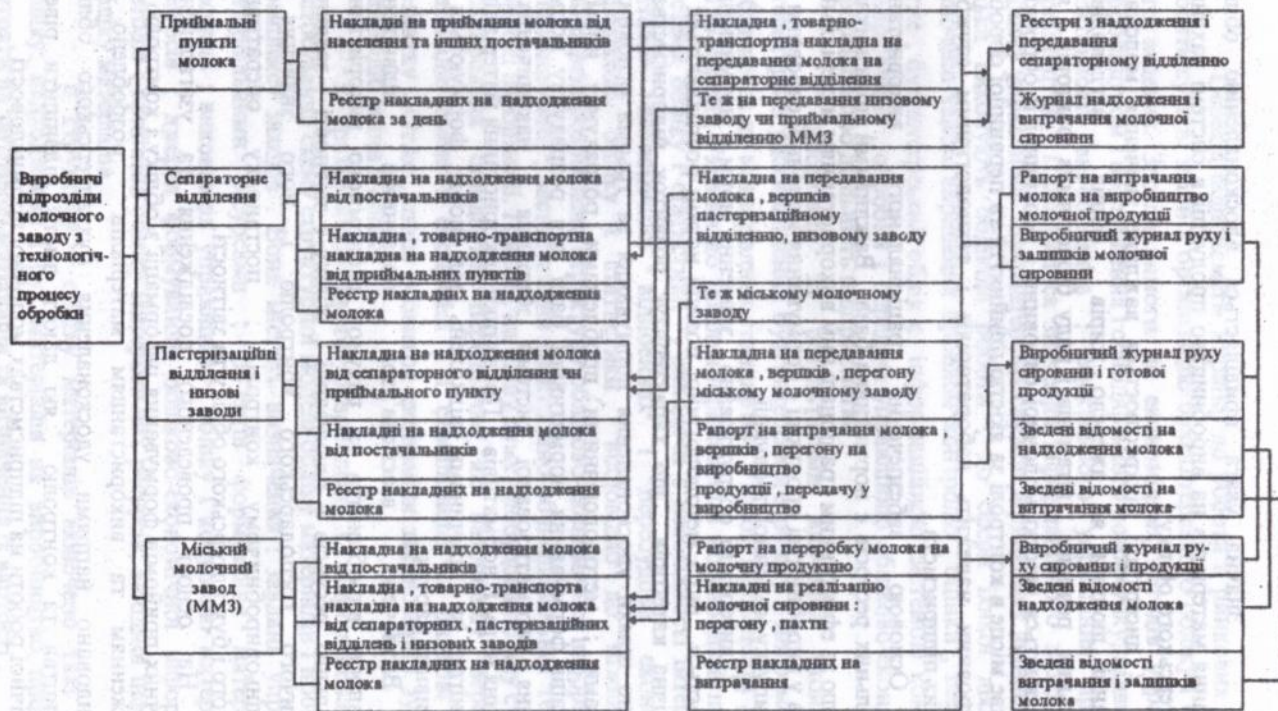 Виробничі
підрозділи
молочного
заводу з
технологіч-
ного
процесу
обробки
Приймальні
пункти
молока
Накладні на приймання молока від
населення та інших постачальників
Реєстр накладних на надходження
молока за день
Накладна , товарно-
транспортна накладна на
передавання молока на
сепараторне відділення
Те ж на передавання низовому
заводу чи приймальному
відділенню ММЗ
Реєстри з надходження і
передавання
сепараторному відділенню
Журнал надходження і
витрачання молочної
сировини
Сепараторне
відділення
Накладна на надходження молока
від постачальників
Накладна , товарно-транспортна
накладна на надходження молока
від приймальних пунктів
Реєстр накладних на надходження
молока
Накладна на передавання
молока , вершків
пастеризаційному
відділенню, низовому заводу
Те ж міському молочному
заводу
Рапорт на витрачання
молока на виробництво
молочної продукції
Виробничий журнал руху і
залишків молочної
сировини
Пастеризаційні
відділення і
низові
заводи
Накладна на надходження молока
від сепараторного відділення чи
приймального пункту
Накладні на надходження молока
від постачальників
Реєстр накладних на надходження
молока
Накладна на передавання
молока , вершків , перегону
міському молочному заводу
Рапорт на витрачання молока ,
вершків , перегону на
виробництво
продукції , передачу у
виробництво
Виробничий журнал руху
сировини і готової
продукції
Зведені відомості на
надходження молока
Зведені відомості на
витрачання молока
Міський
молочний
завод
(ММЗ)
Накладна на надходження молока
від постачальників
Накладна , товарно-транспорта
накладна на надходження молока
від сепараторних , пастеризаційних
відділень і низових заводів
Реєстр накладних на надходження
молока
Рапорт на переробку молока на
молочну продукцію
Накладні на реалізацію
молочної сировини :
перегону , пахти
Реєстр накладних на
витрачання
Виробничий журнал ру-
ху сировини і продукції
Зведені відомості
надходження молока
Зведені відомості
витрачання і залишків
молока